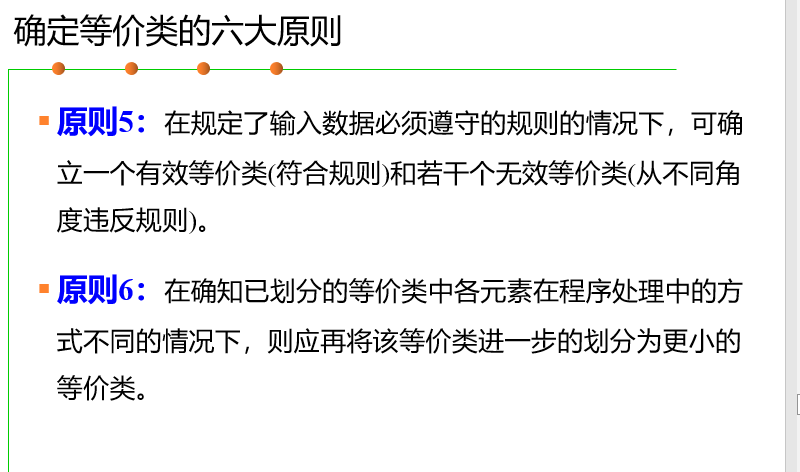 确定等价类的六大原则
原则5：在规定了输入数据必须遵守的规则的情况下，可确
立一个有效等价类(符合规则)和若干个无效等价类(从不同角
度违反规则)。
原则6：在确知已划分的等价类中各元素在程序处理中的方
式不同的情况下，则应再将该等价类进一步的划分为更小的
等价类。